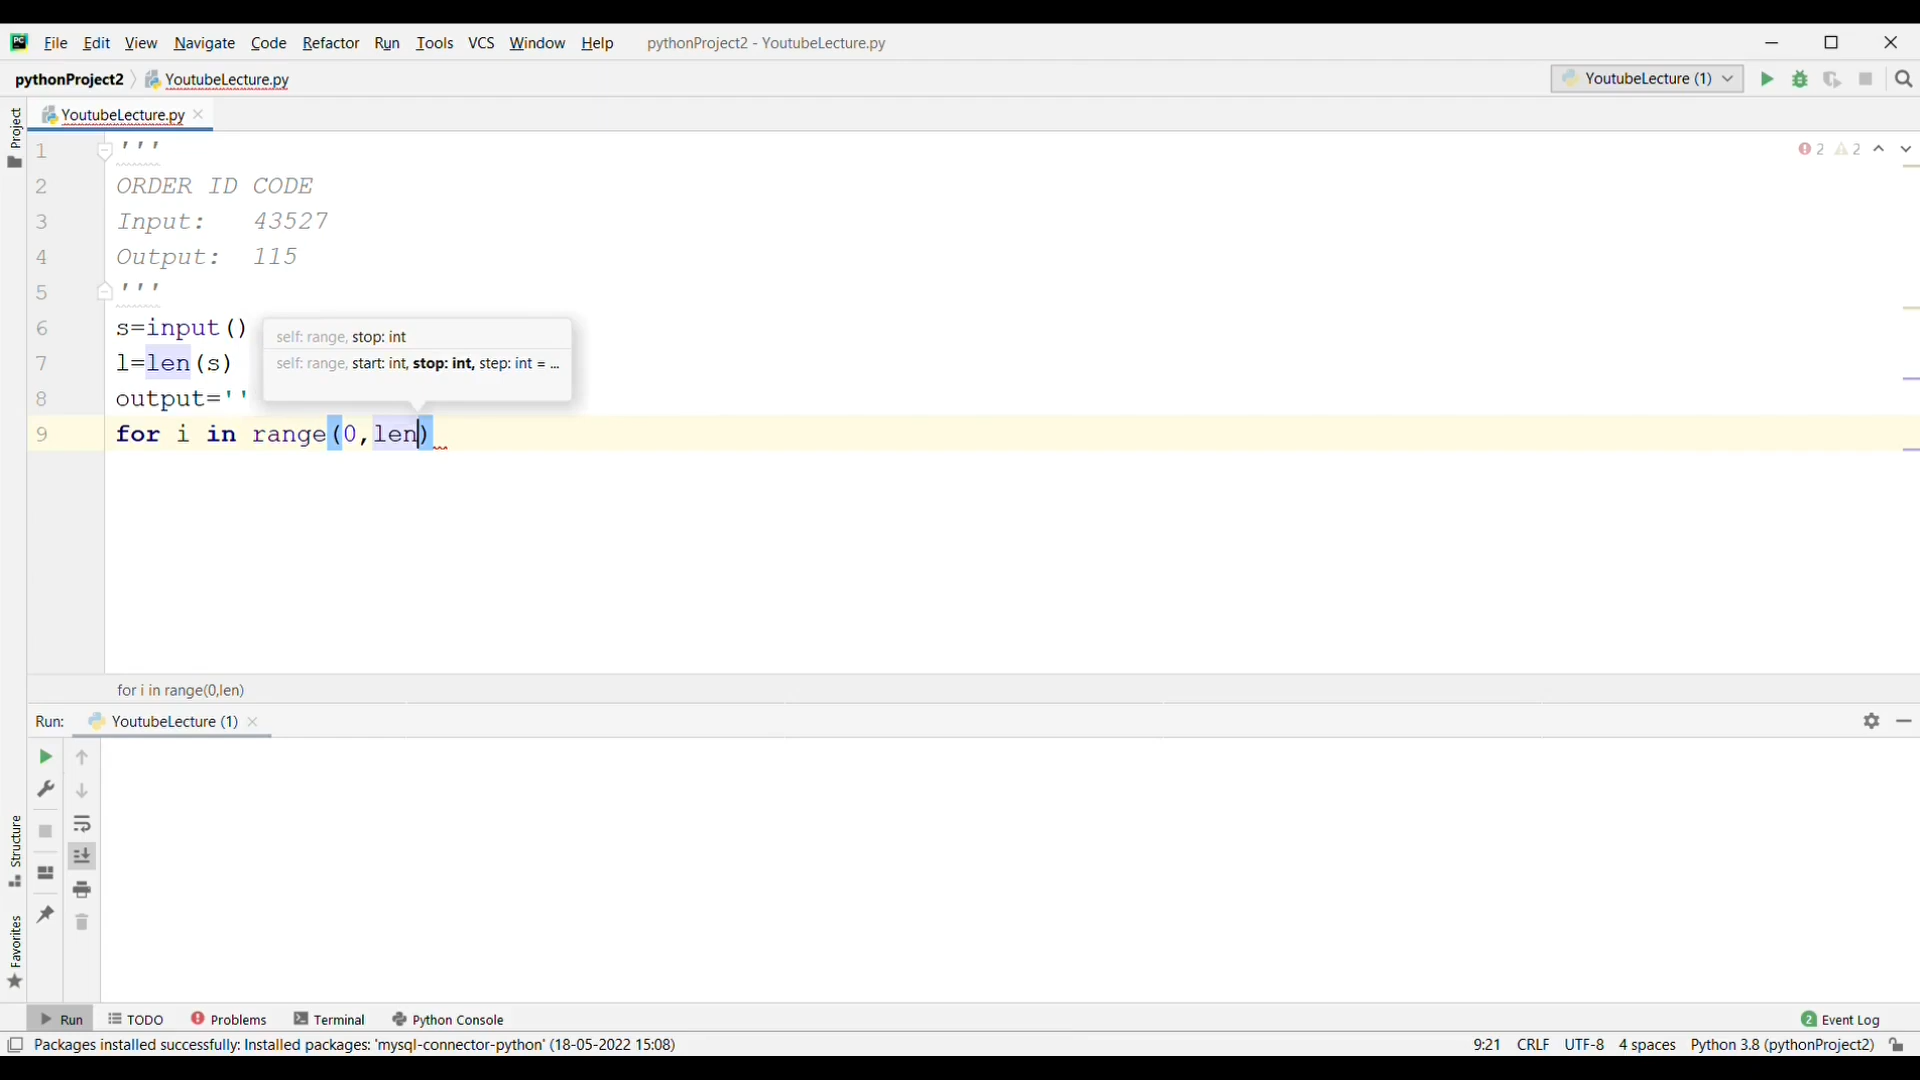 File Edit View Navigate Code Refactor Run Tools VCS Window Help pythonProject2 - YoutubeLecture.py
pythonProject2 YoutubeLecture.py YoutubeLecture (1)
Project
YoutubeLecture.py
1 '''
2 2
2 ORDER ID CODE
3 Input: 43527
4 Output: 115
5 '''
6 s=input()
self: range, stop: int
7 l=len(s)
self: range, start: int, stop: int, step: int = ...
8 output=''
9 for i in range(0,len)
for i in range(0,len)
Run: YoutubeLecture (1)
Structure
Favorites
Run TODO Problems Terminal Python Console 2 Event Log
Packages installed successfully: Installed packages: 'mysql-connector-python' (18-05-2022 15:08) 9:21 CRLF UTF-8 4 spaces Python 3.8 (pythonProject2)